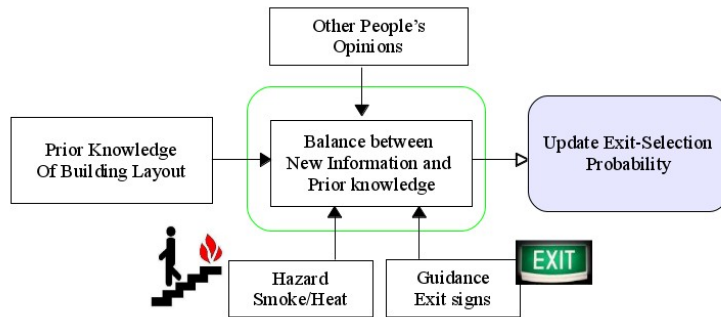 Other People's
Opinions
Prior Knowledge
Of Building Layout
Balance between
New Information and
Prior knowledge
Update Exit-Selection
Probability
Hazard
Smoke/Heat
Guidance
Exit signs
EXIT